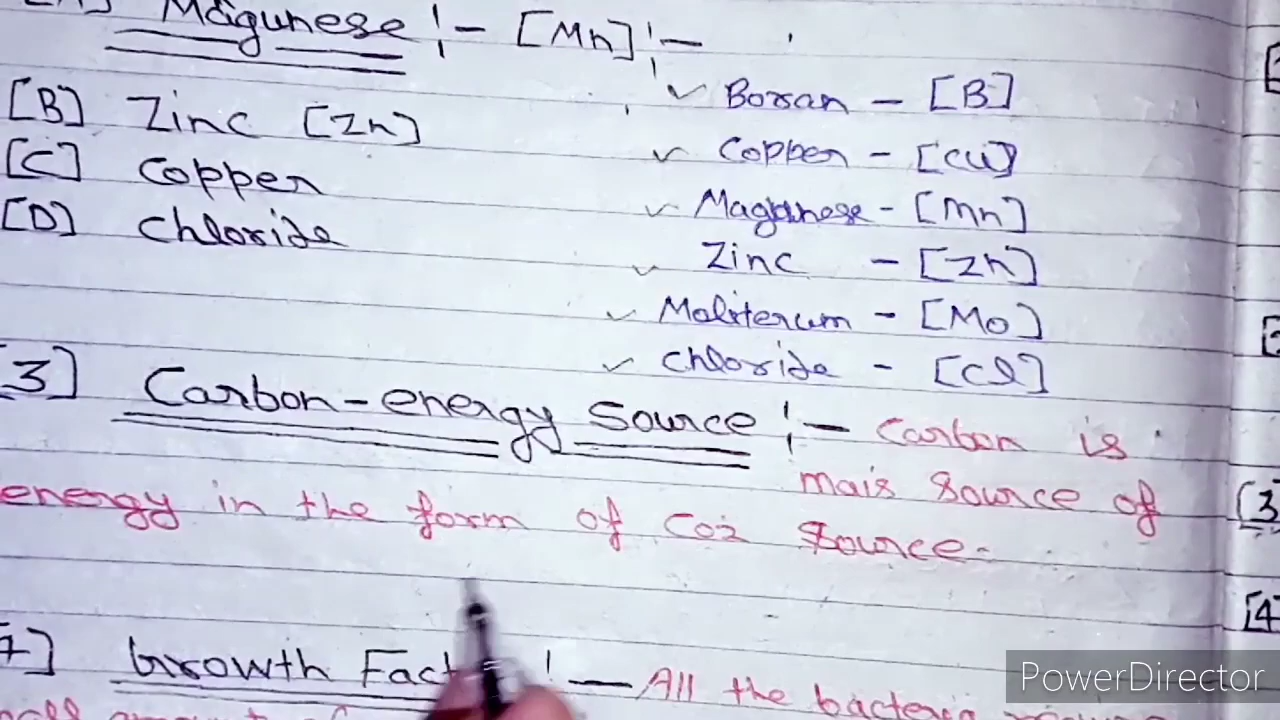 Magunese :- [Mn] :-
[B] Zinc [Zn]
[C] Copper
[D] Chloride
Boran - [B]
Copper - [Cu]
Maganese - [Mn]
Zinc - [Zn]
Moliterum - [Mo]
Chloride - [Cl]
3] Carbon-energy Source :- Carbon is
mais source of
energy in the form of Co2 source.
Growth :- All the bacteria
[3
[4
PowerDirector